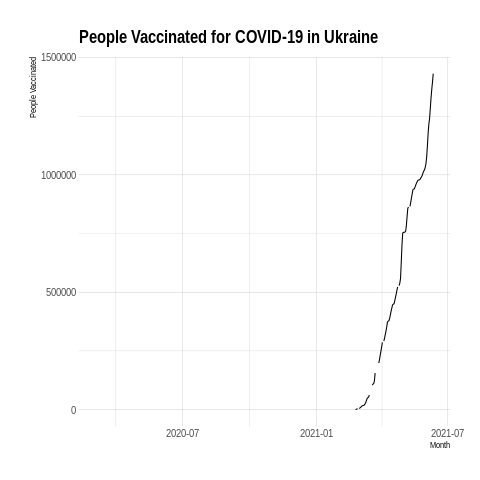 People Vaccinated for COVID-19 in Ukraine
People Vaccinated
1500000
1000000
500000
0
2020-07
2021-01
2021-07
Month